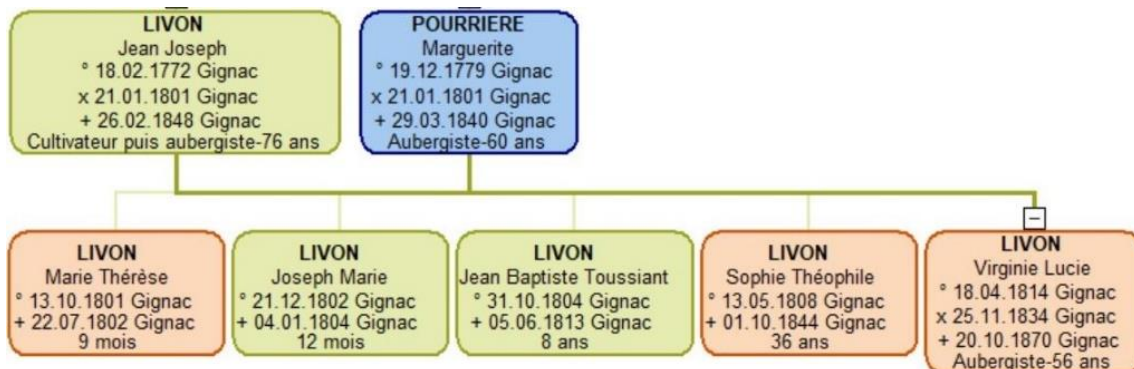 LIVON
Jean Joseph
° 18.02.1772 Gignac
x 21.01.1801 Gignac
+ 26.02.1848 Gignac
Cultivateur puis aubergiste-76 ans
POURRIERE
Marguerite
° 19.12.1779 Gignac
x 21.01.1801 Gignac
+ 29.03.1840 Gignac
Aubergiste-60 ans
LIVON
Marie Thérèse
° 13.10.1801 Gignac
+ 22.07.1802 Gignac
9 mois
LIVON
Joseph Marie
° 21.12.1802 Gignac
+ 04.01.1804 Gignac
12 mois
LIVON
Jean Baptiste Toussiant
° 31.10.1804 Gignac
+ 05.06.1813 Gignac
8 ans
LIVON
Sophie Théophile
° 13.05.1808 Gignac
+ 01.10.1844 Gignac
36 ans
LIVON
Virginie Lucie
° 18.04.1814 Gignac
x 25.11.1834 Gignac
+ 20.10.1870 Gignac
Aubergiste-56 ans